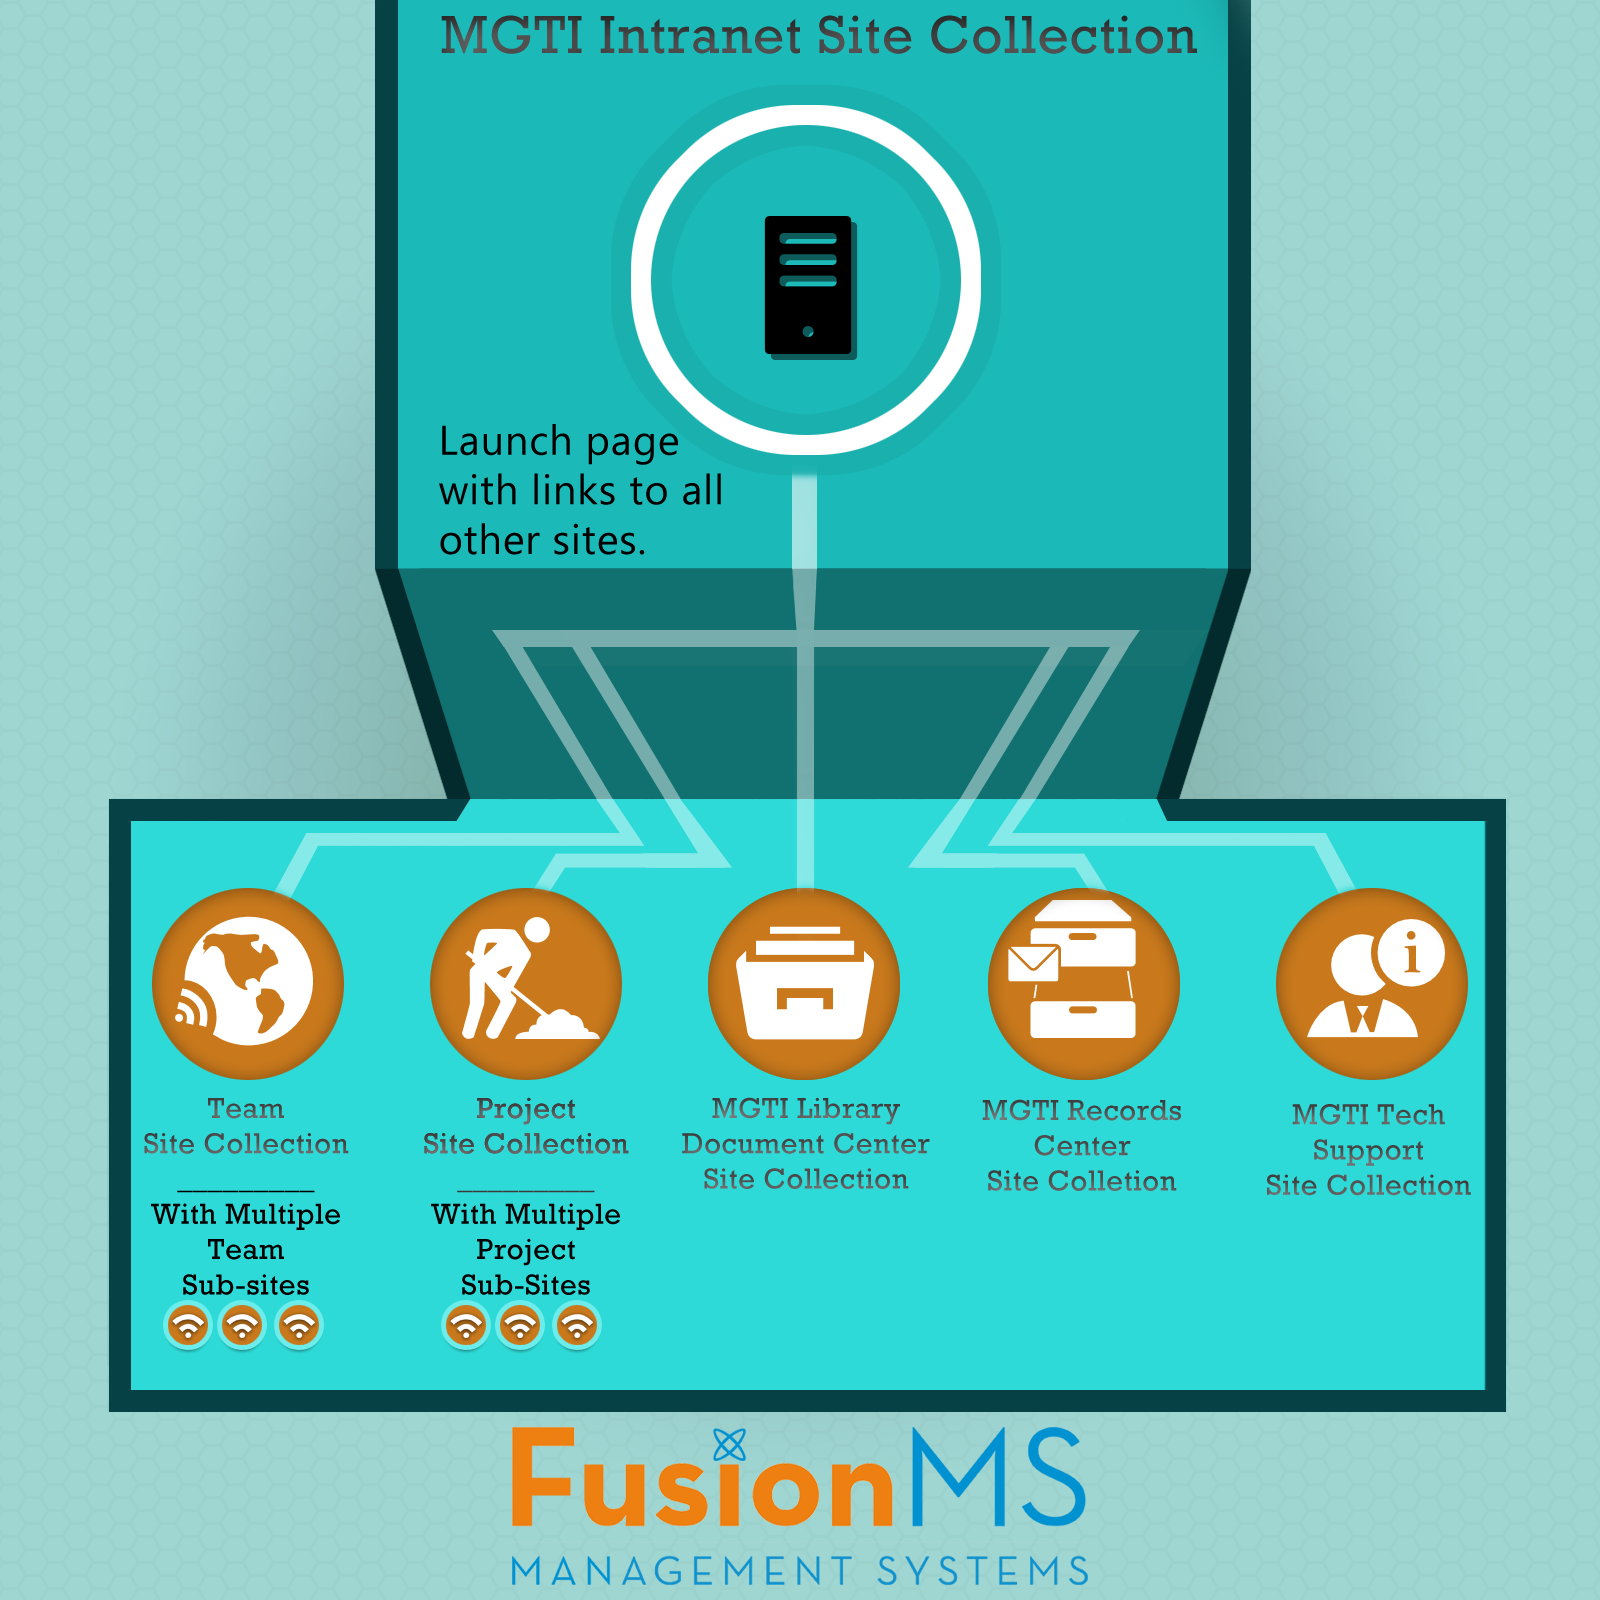 MGTI Intranet Site Collection
Launch page
with links to all
other sites.
Team
Site Collection
_________
With Multiple
Team
Sub-sites
Project
Site Collection
_________
With Multiple
Project
Sub-Sites
MGTI Library
Document Center
Site Collection
MGTI Records
Center
Site Colletion
i
MGTI Tech
Support
Site Collection
FusionMS
MANAGEMENT SYSTEMS